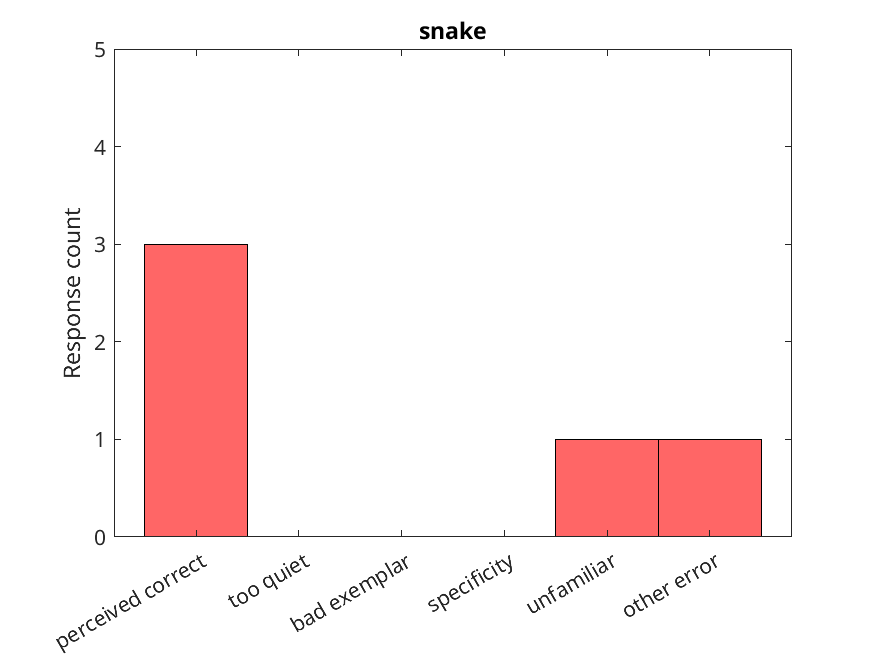 snake
Response count
5
4
3
2
1
0
perceived correct
too quiet
bad exemplar
specificity
unfamiliar
other error